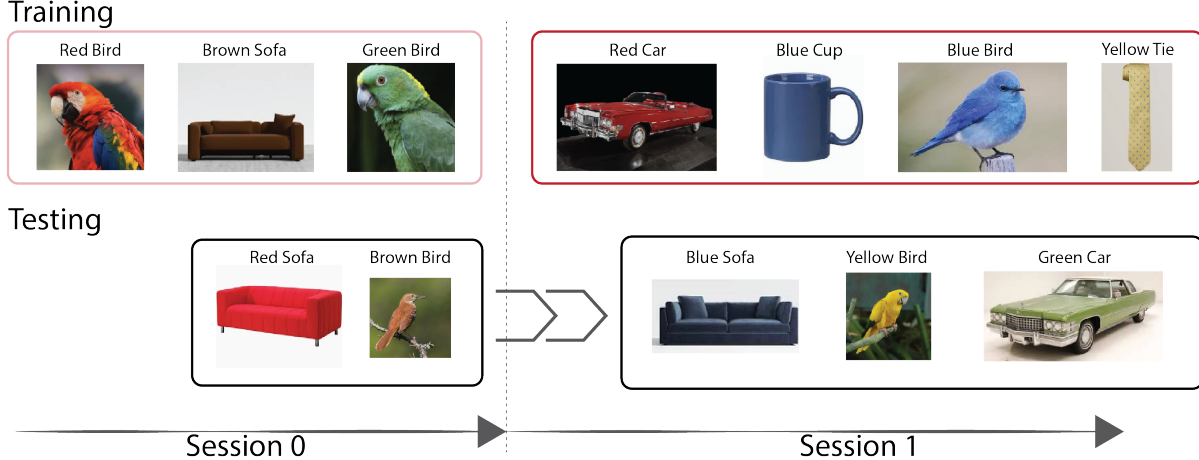 Training
Red Bird
Brown Sofa
Green Bird
Red Car
Blue Cup
Blue Bird
Yellow Tie
Testing
Red Sofa
Brown Bird
Blue Sofa
Yellow Bird
Green Car
Session 0
Session 1